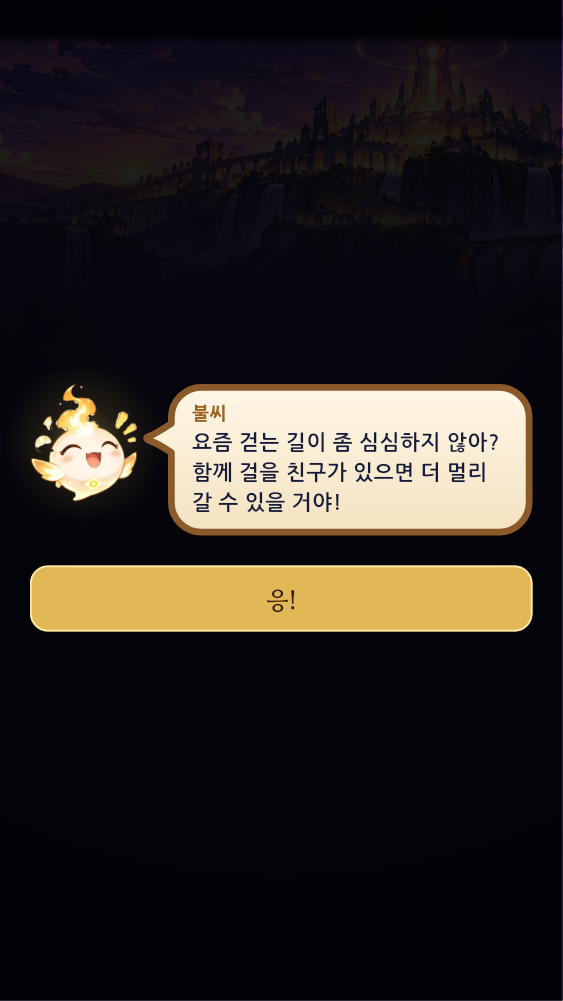 불씨
요즘 걷는 길이 좀 심심하지 않아?
함께 걸을 친구가 있으면 더 멀리
갈 수 있을 거야!
응!